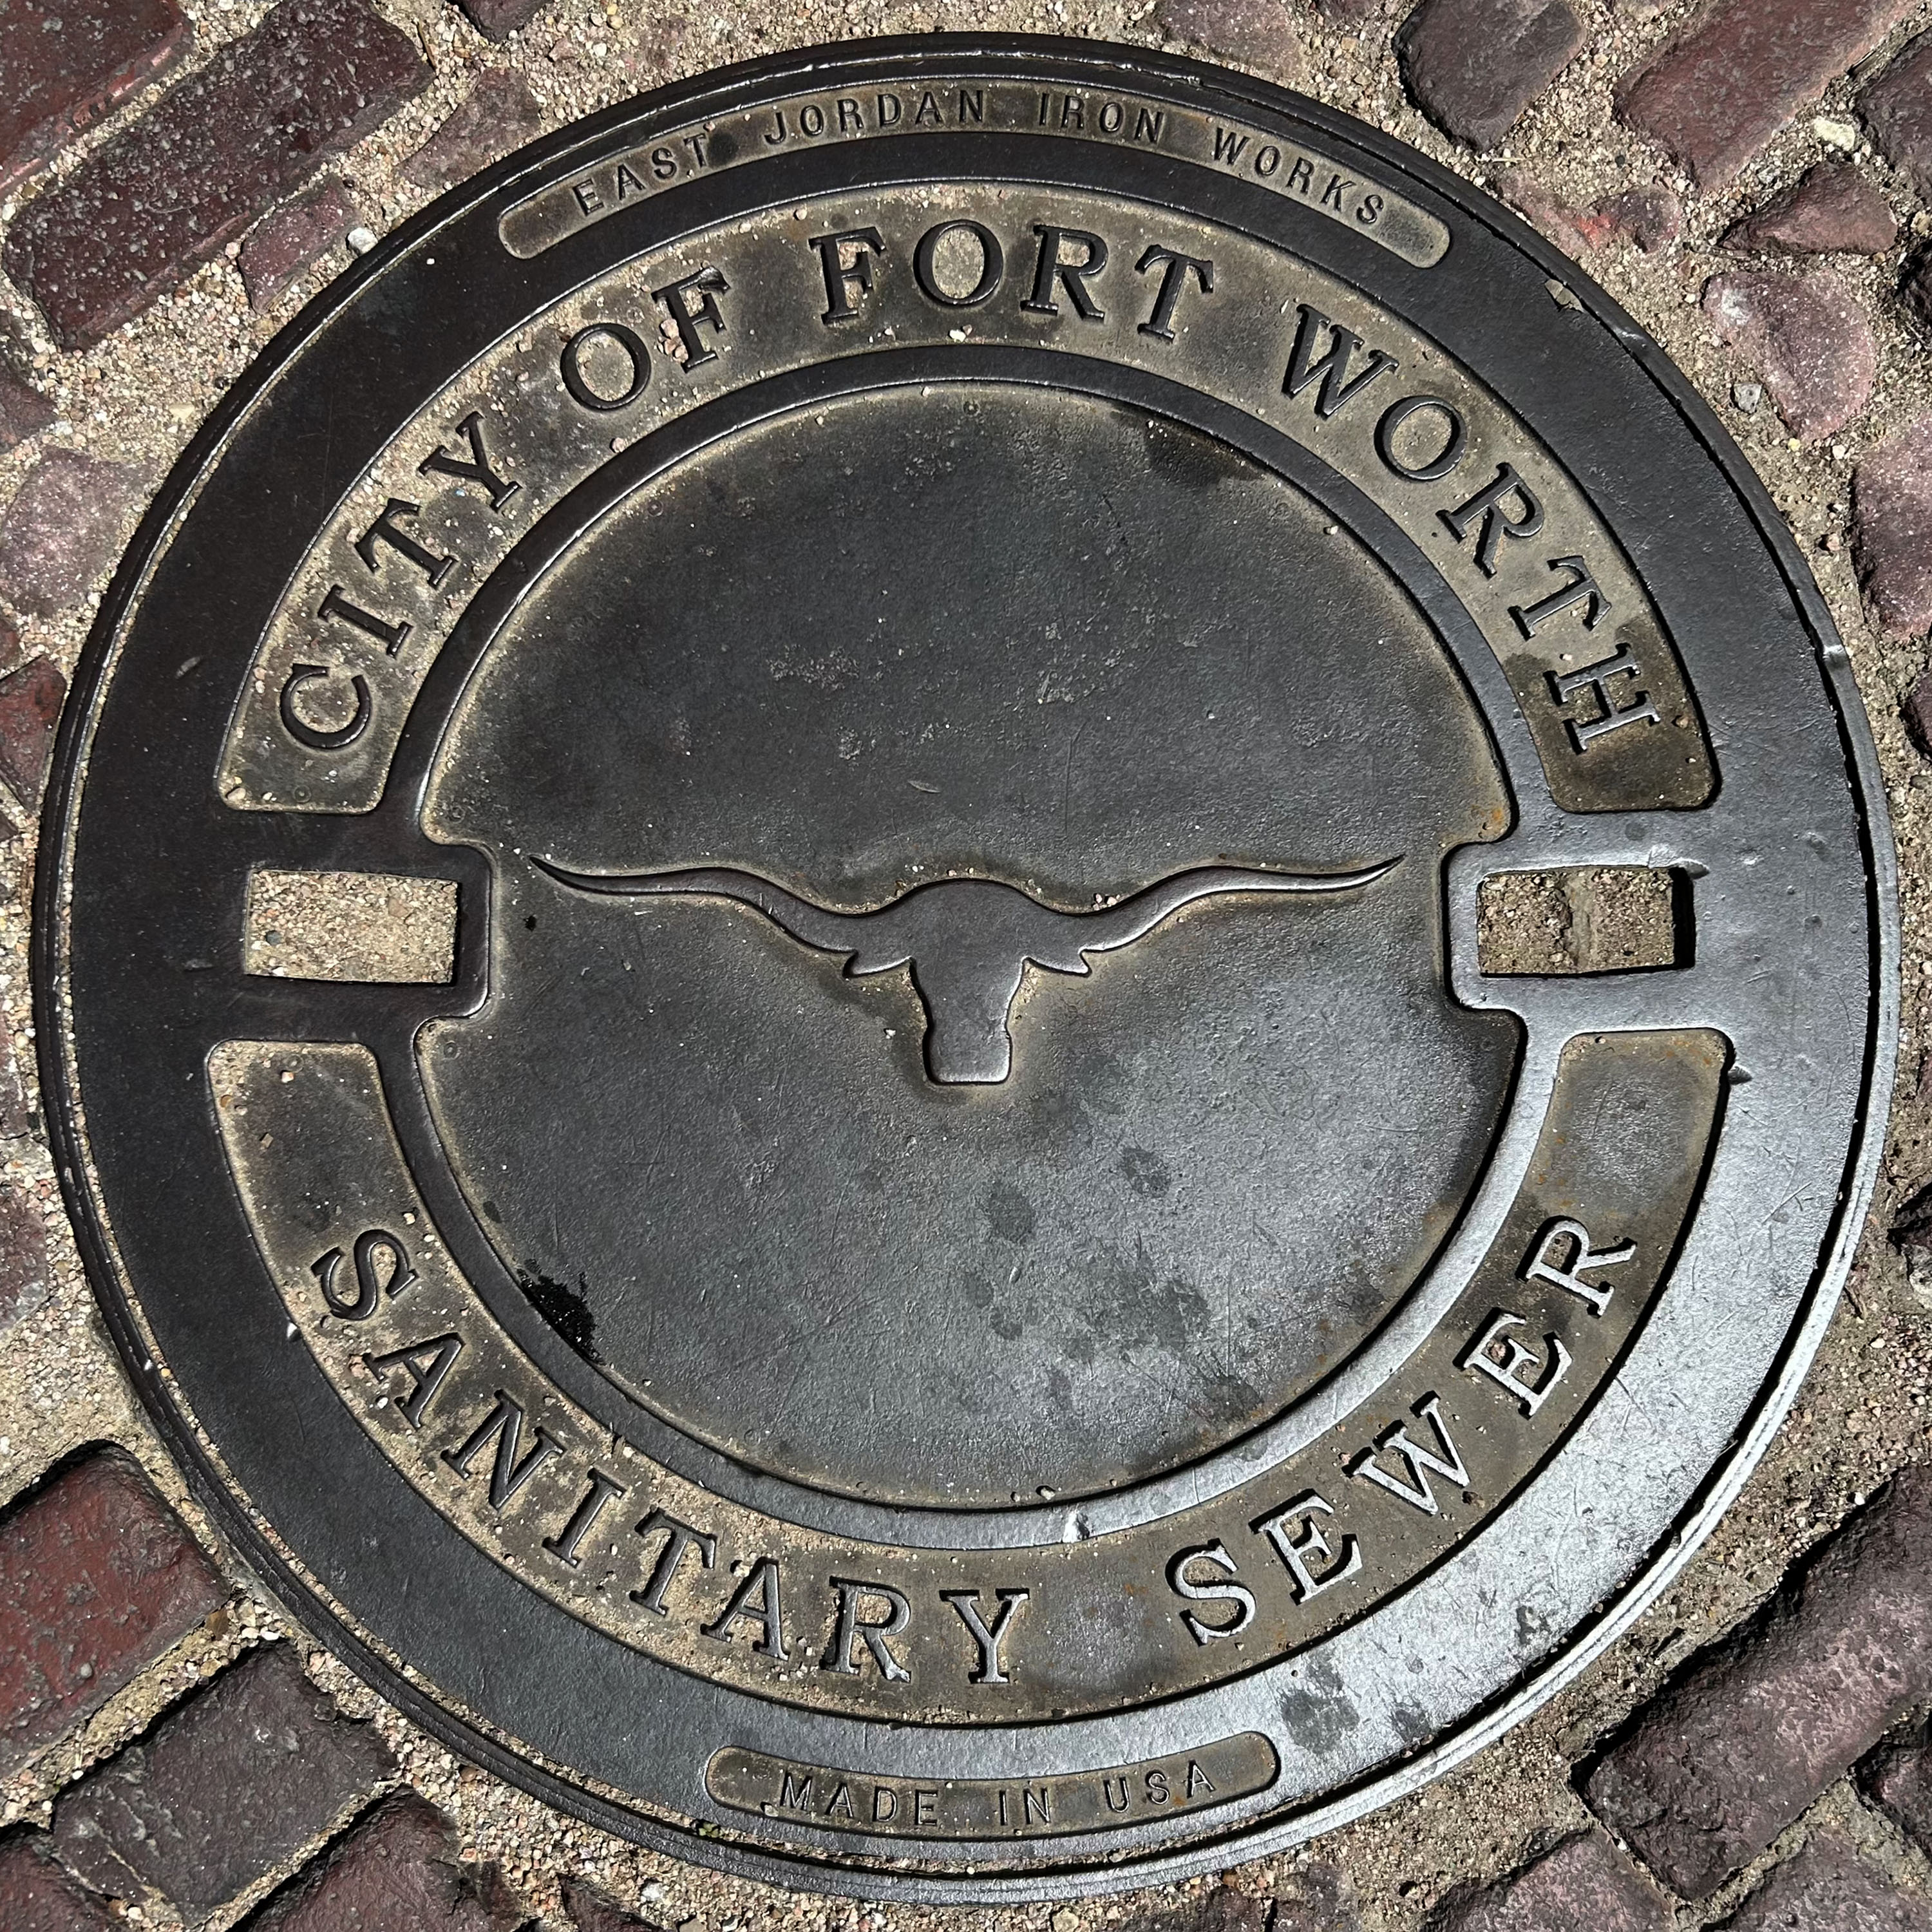 EAST JORDAN IRON WORKS
CITY OF FORT WORTH
SANITARY SEWER
MADE IN USA